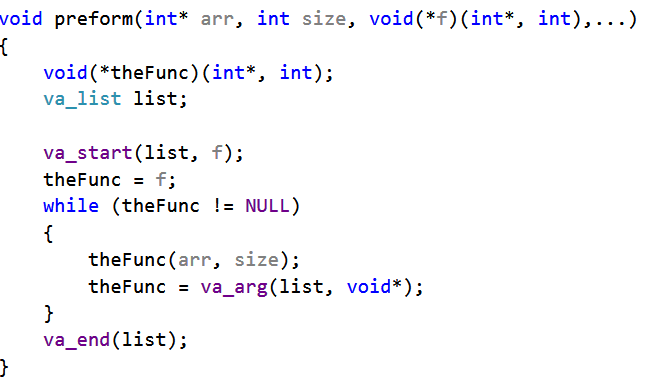 void preform(int* arr, int size, void(*f)(int*, int),...)
{
    void(*theFunc)(int*, int);
    va_list list;

    va_start(list, f);
    theFunc = f;
    while (theFunc != NULL)
    {
        theFunc(arr, size);
        theFunc = va_arg(list, void*);
    }
    va_end(list);
}